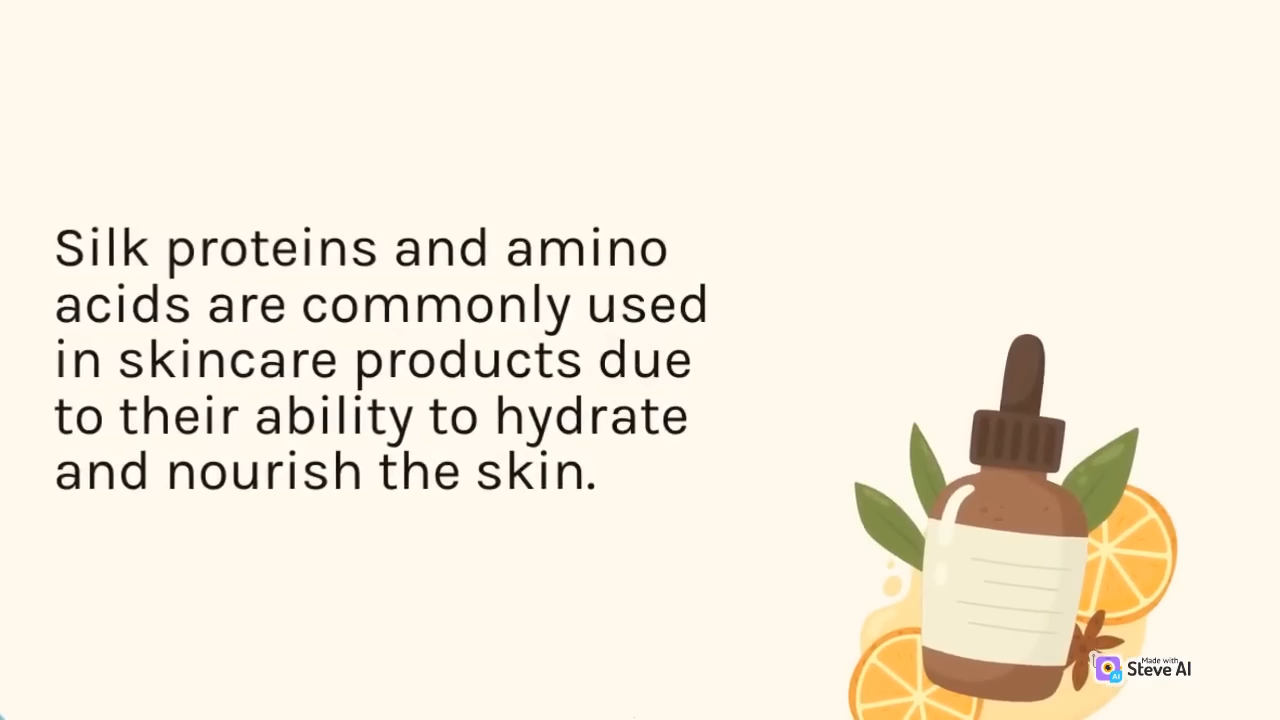 Silk proteins and amino
acids are commonly used
in skincare products due
to their ability to hydrate
and nourish the skin.
Made with
Steve AI
AI